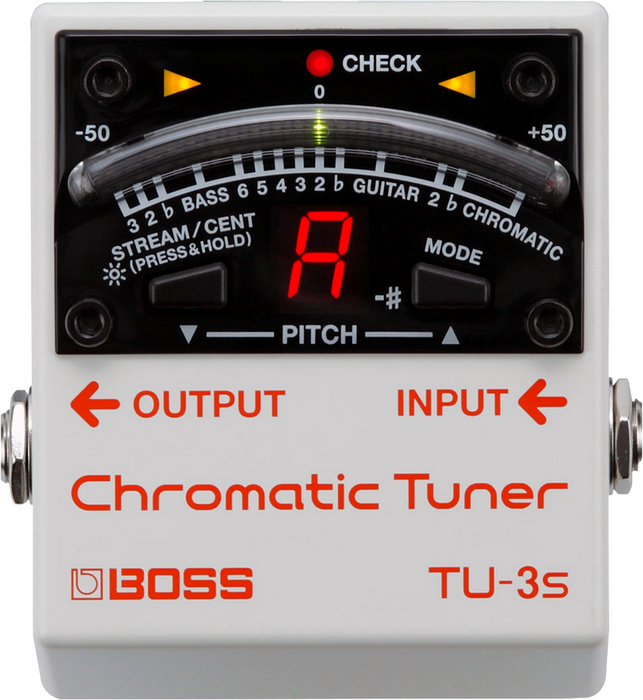 CHECK
0
-50 +50
3 2 ♭ BASS 6 5 4 3 2 ♭ GUITAR 2 ♭ CHROMATIC
STREAM/CENT
(PRESS & HOLD)
MODE
A
-#
▼ PITCH ▲
← OUTPUT
INPUT ←
Chromatic Tuner
BOSS
TU-3s